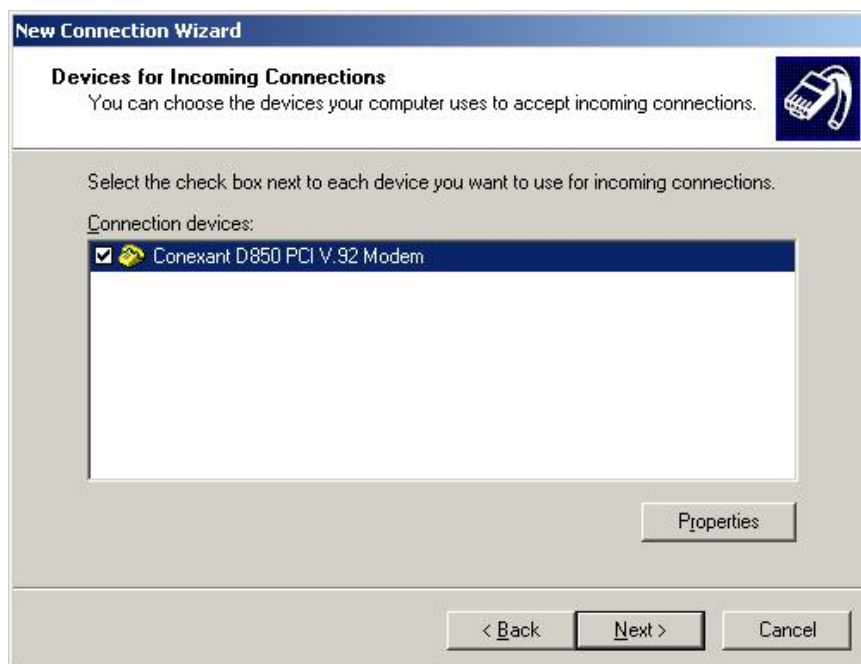 New Connection Wizard
Devices for Incoming Connections
You can choose the devices your computer uses to accept incoming connections.
Select the check box next to each device you want to use for incoming connections.
Connection devices:
Conexant D850 PCI V.92 Modem
Properties
< Back
Next >
Cancel